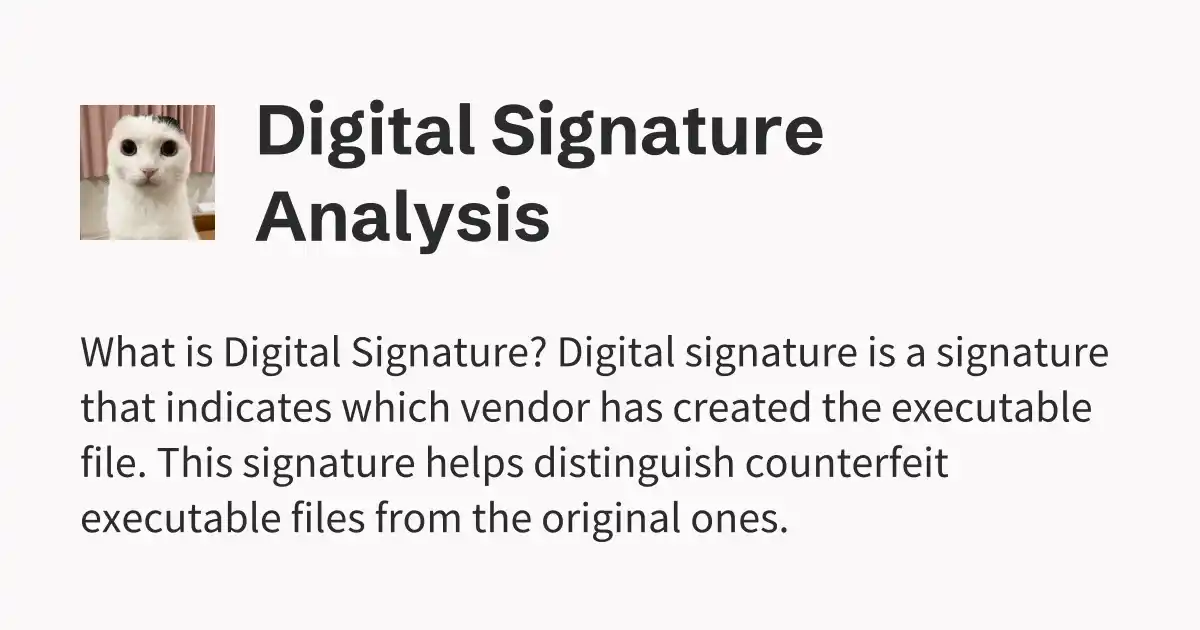 Digital Signature
Analysis
What is Digital Signature? Digital signature is a signature
that indicates which vendor has created the executable
file. This signature helps distinguish counterfeit
executable files from the original ones.